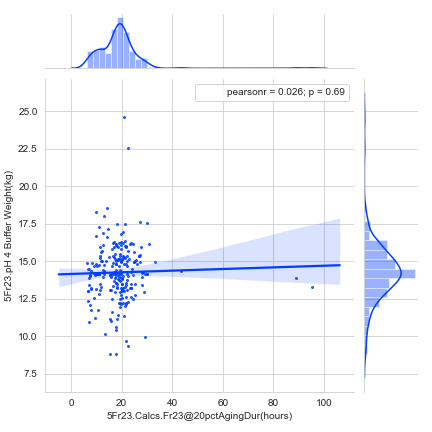 pearsonr = 0.026; p = 0.69
25.0
22.5
20.0
17.5
15.0
12.5
10.0
7.5
5Fr23.pH 4 Buffer Weight(kg)
0 20 40 60 80 100
5Fr23.Calcs.Fr23@20pctAgingDur(hours)